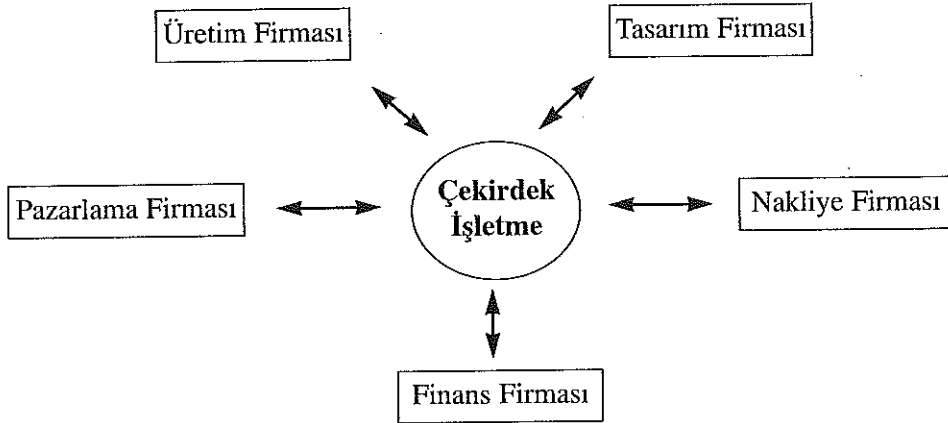 Üretim Firması
Tasarım Firması
Çekirdek
İşletme
Pazarlama Firması
Nakliye Firması
Finans Firması